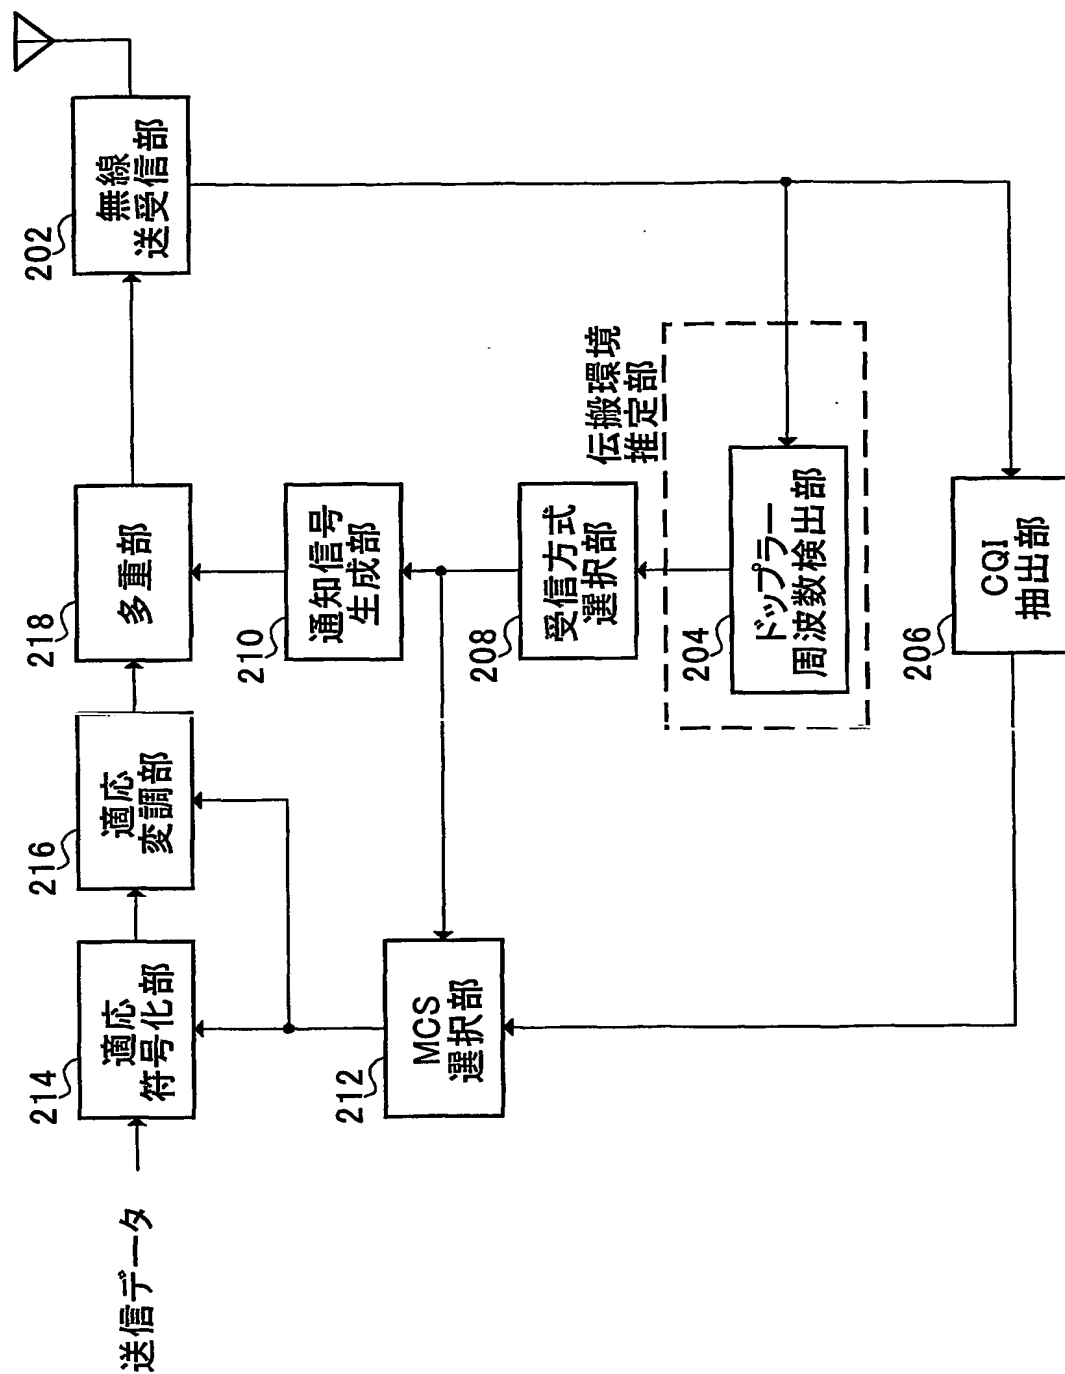 送信データ
214
適応
符号化部
216
適応
変調部
218
多重部
202
無線
送受信部
210
通知信号
生成部
212
MCS
選択部
208
受信方式
選択部
伝搬環境
推定部
204
ドップラー
周波数検出部
206
CQI
抽出部